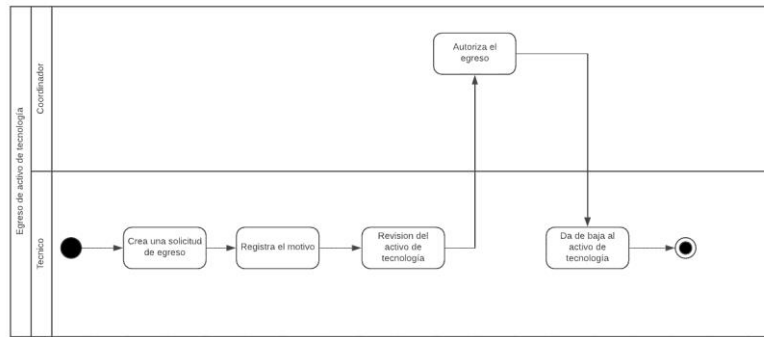 Egreso de activo de tecnología
Coordinador
Autoriza el
egreso
Tecnico
Crea una solicitud
de egreso
Registra el motivo
Revision del
activo de
tecnología
Da de baja al
activo de
tecnología